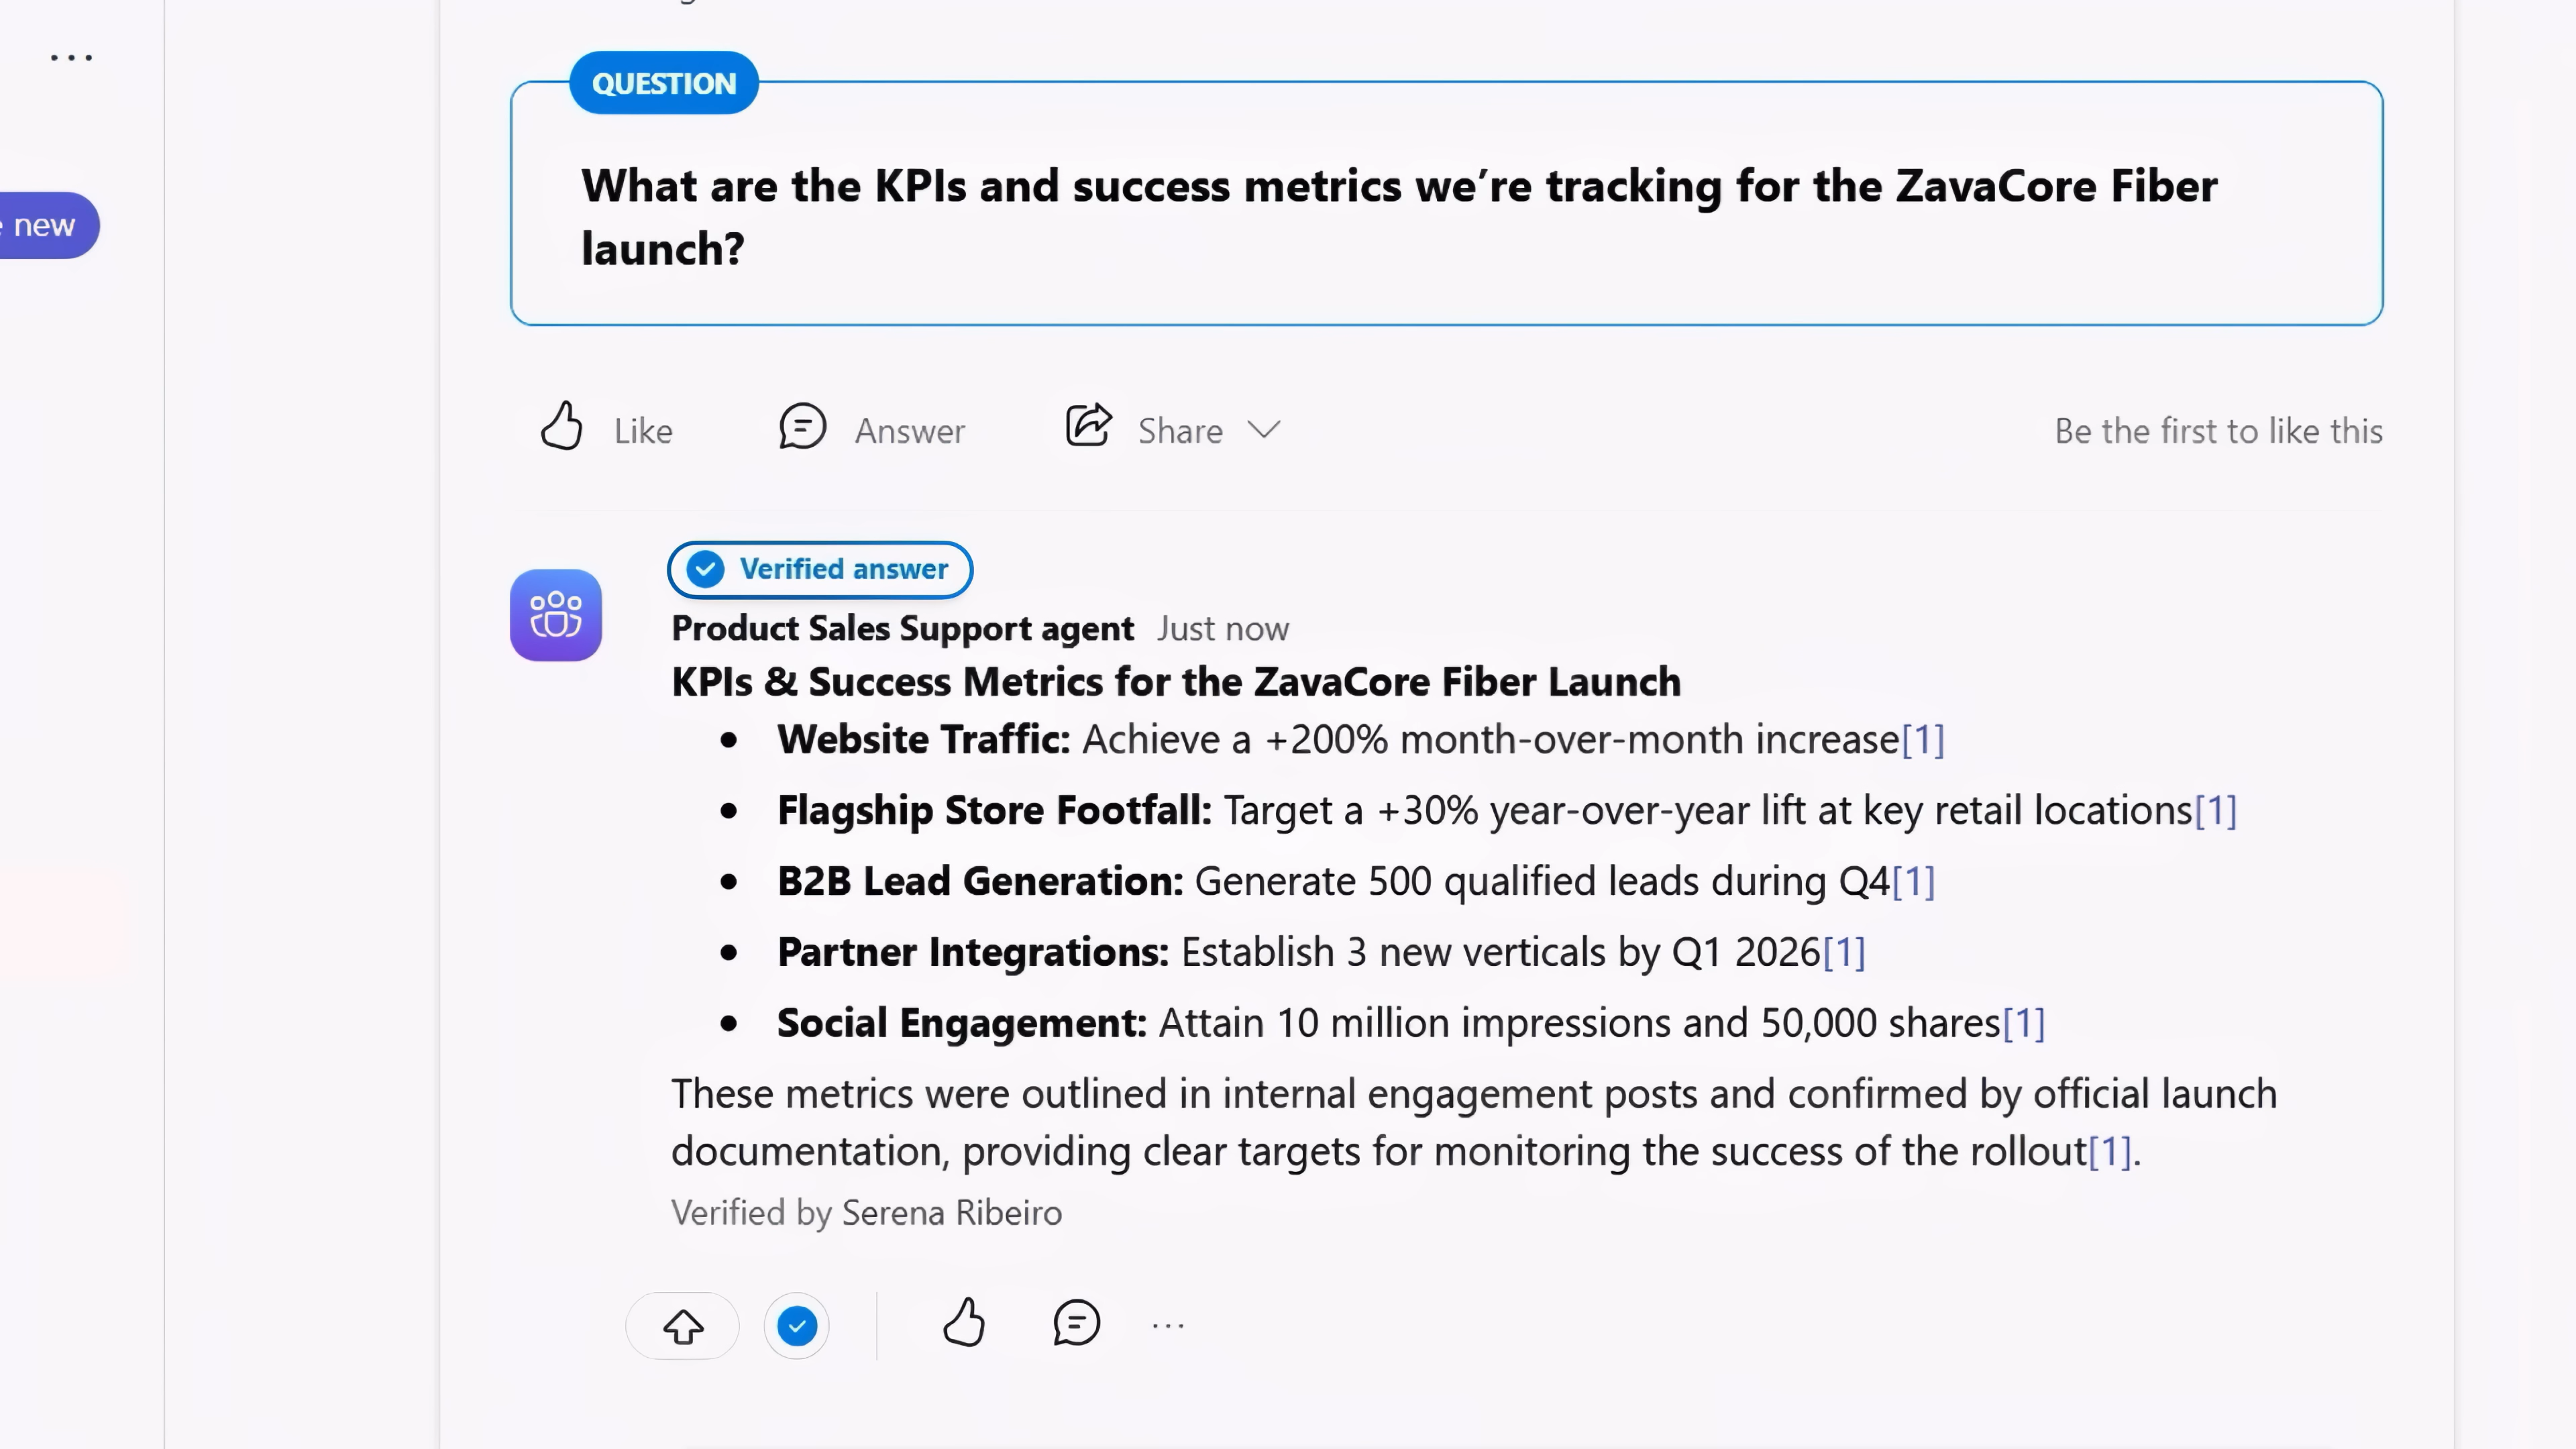 new
QUESTION
What are the KPIs and success metrics we’re tracking for the ZavaCore Fiber
launch?
Like
Answer
Share
Be the first to like this
Verified answer
Product Sales Support agent Just now
KPIs & Success Metrics for the ZavaCore Fiber Launch
• Website Traffic: Achieve a +200% month-over-month increase[1]
• Flagship Store Footfall: Target a +30% year-over-year lift at key retail locations[1]
• B2B Lead Generation: Generate 500 qualified leads during Q4[1]
• Partner Integrations: Establish 3 new verticals by Q1 2026[1]
• Social Engagement: Attain 10 million impressions and 50,000 shares[1]
These metrics were outlined in internal engagement posts and confirmed by official launch
documentation, providing clear targets for monitoring the success of the rollout[1].
Verified by Serena Ribeiro